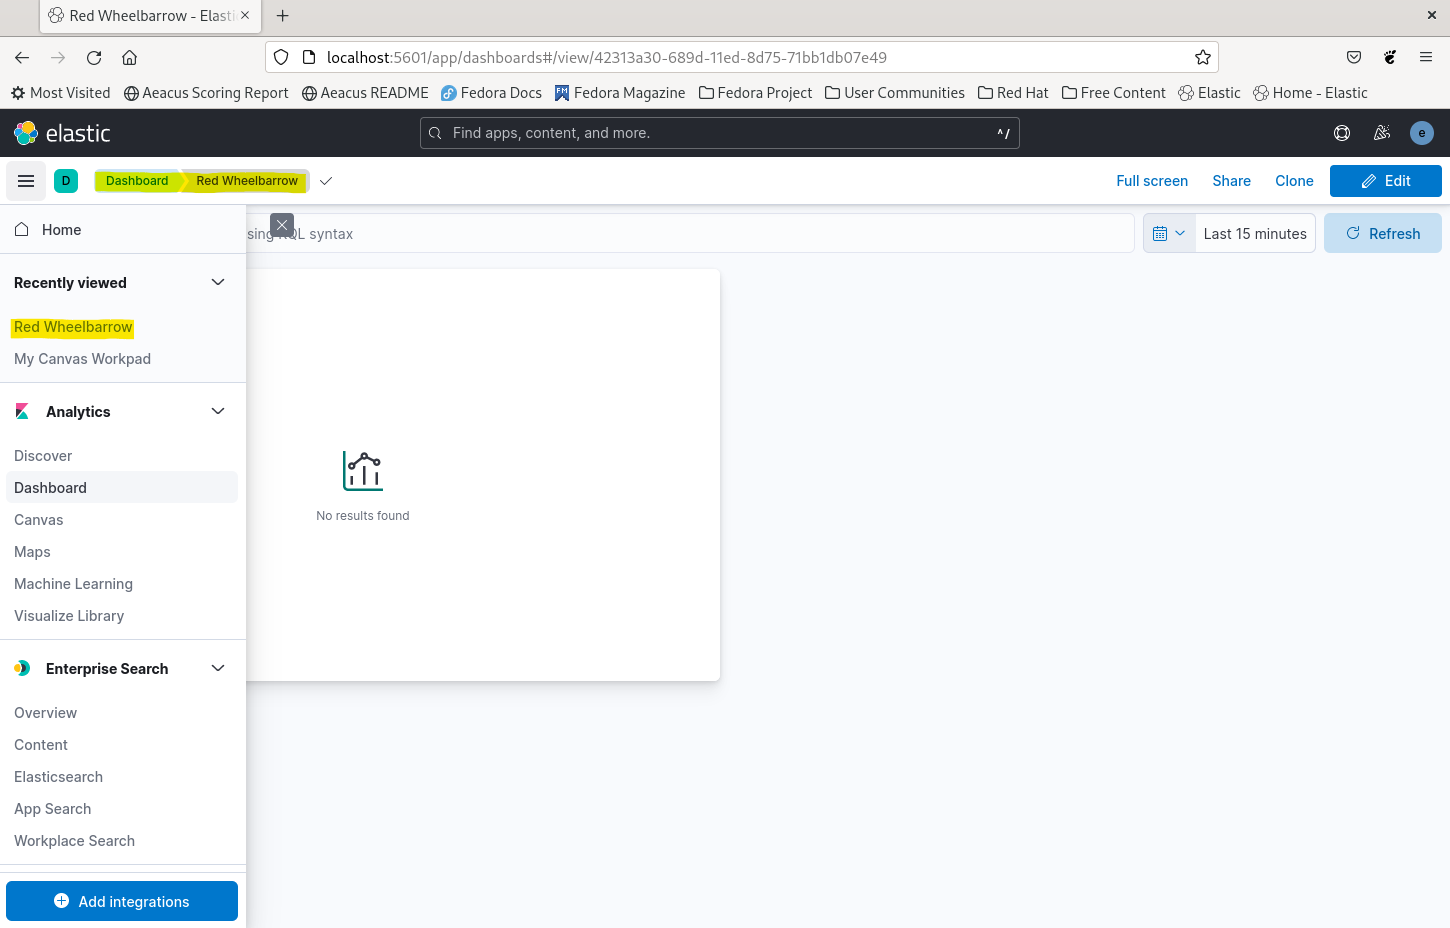 Red Wheelbarrow - Elasti
localhost:5601/app/dashboards#/view/42313a30-689d-11ed-8d75-71bb1db07e49
Most Visited Aeacus Scoring Report Aeacus README Fedora Docs Fedora Magazine Fedora Project User Communities Red Hat Free Content Elastic Home - Elastic
elastic Find apps, content, and more. ^/ e
D Dashboard Red Wheelbarrow Full screen Share Clone Edit
Home
sing KQL syntax Last 15 minutes Refresh
Recently viewed
Red Wheelbarrow
My Canvas Workpad
Analytics
Discover
Dashboard
Canvas
Maps
Machine Learning
Visualize Library
No results found
Enterprise Search
Overview
Content
Elasticsearch
App Search
Workplace Search
Add integrations